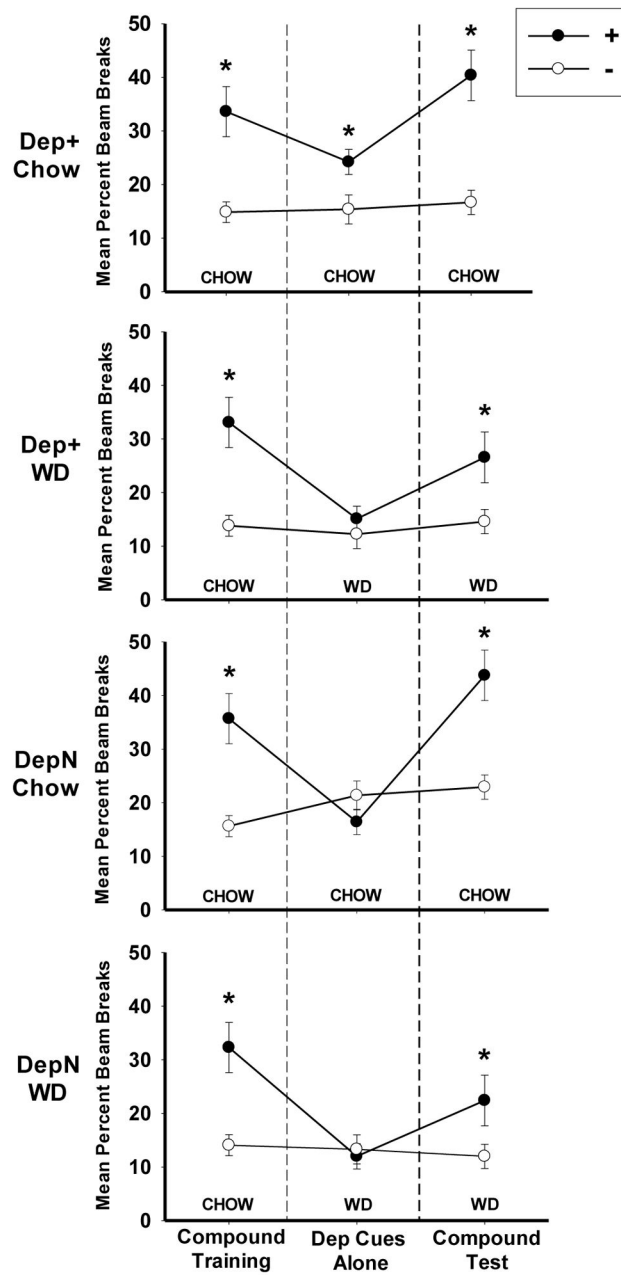 +
-
50
40
30
20
10
0
Mean Percent Beam Breaks
Dep+
Chow
*
*
*
CHOW
CHOW
CHOW
50
40
30
20
10
0
Mean Percent Beam Breaks
Dep+
WD
*
*
CHOW
WD
WD
50
40
30
20
10
0
Mean Percent Beam Breaks
DepN
Chow
*
*
CHOW
CHOW
CHOW
50
40
30
20
10
0
Mean Percent Beam Breaks
DepN
WD
*
*
CHOW
WD
WD
Compound
Training
Dep Cues
Alone
Compound
Test